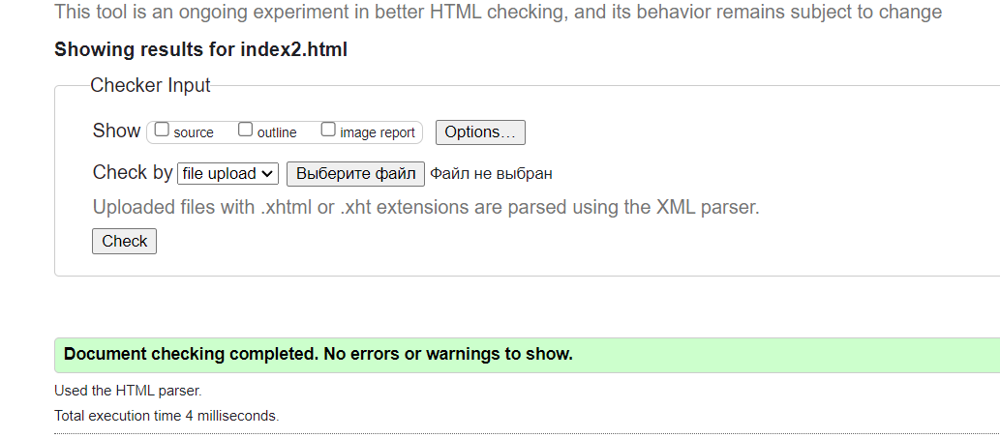 This tool is an ongoing experiment in better HTML checking, and its behavior remains subject to change
Showing results for index2.html
Checker Input
Show source outline image report Options…
Check by file upload Выберите файл Файл не выбран
Uploaded files with .xhtml or .xht extensions are parsed using the XML parser.
Check
Document checking completed. No errors or warnings to show.
Used the HTML parser.
Total execution time 4 milliseconds.